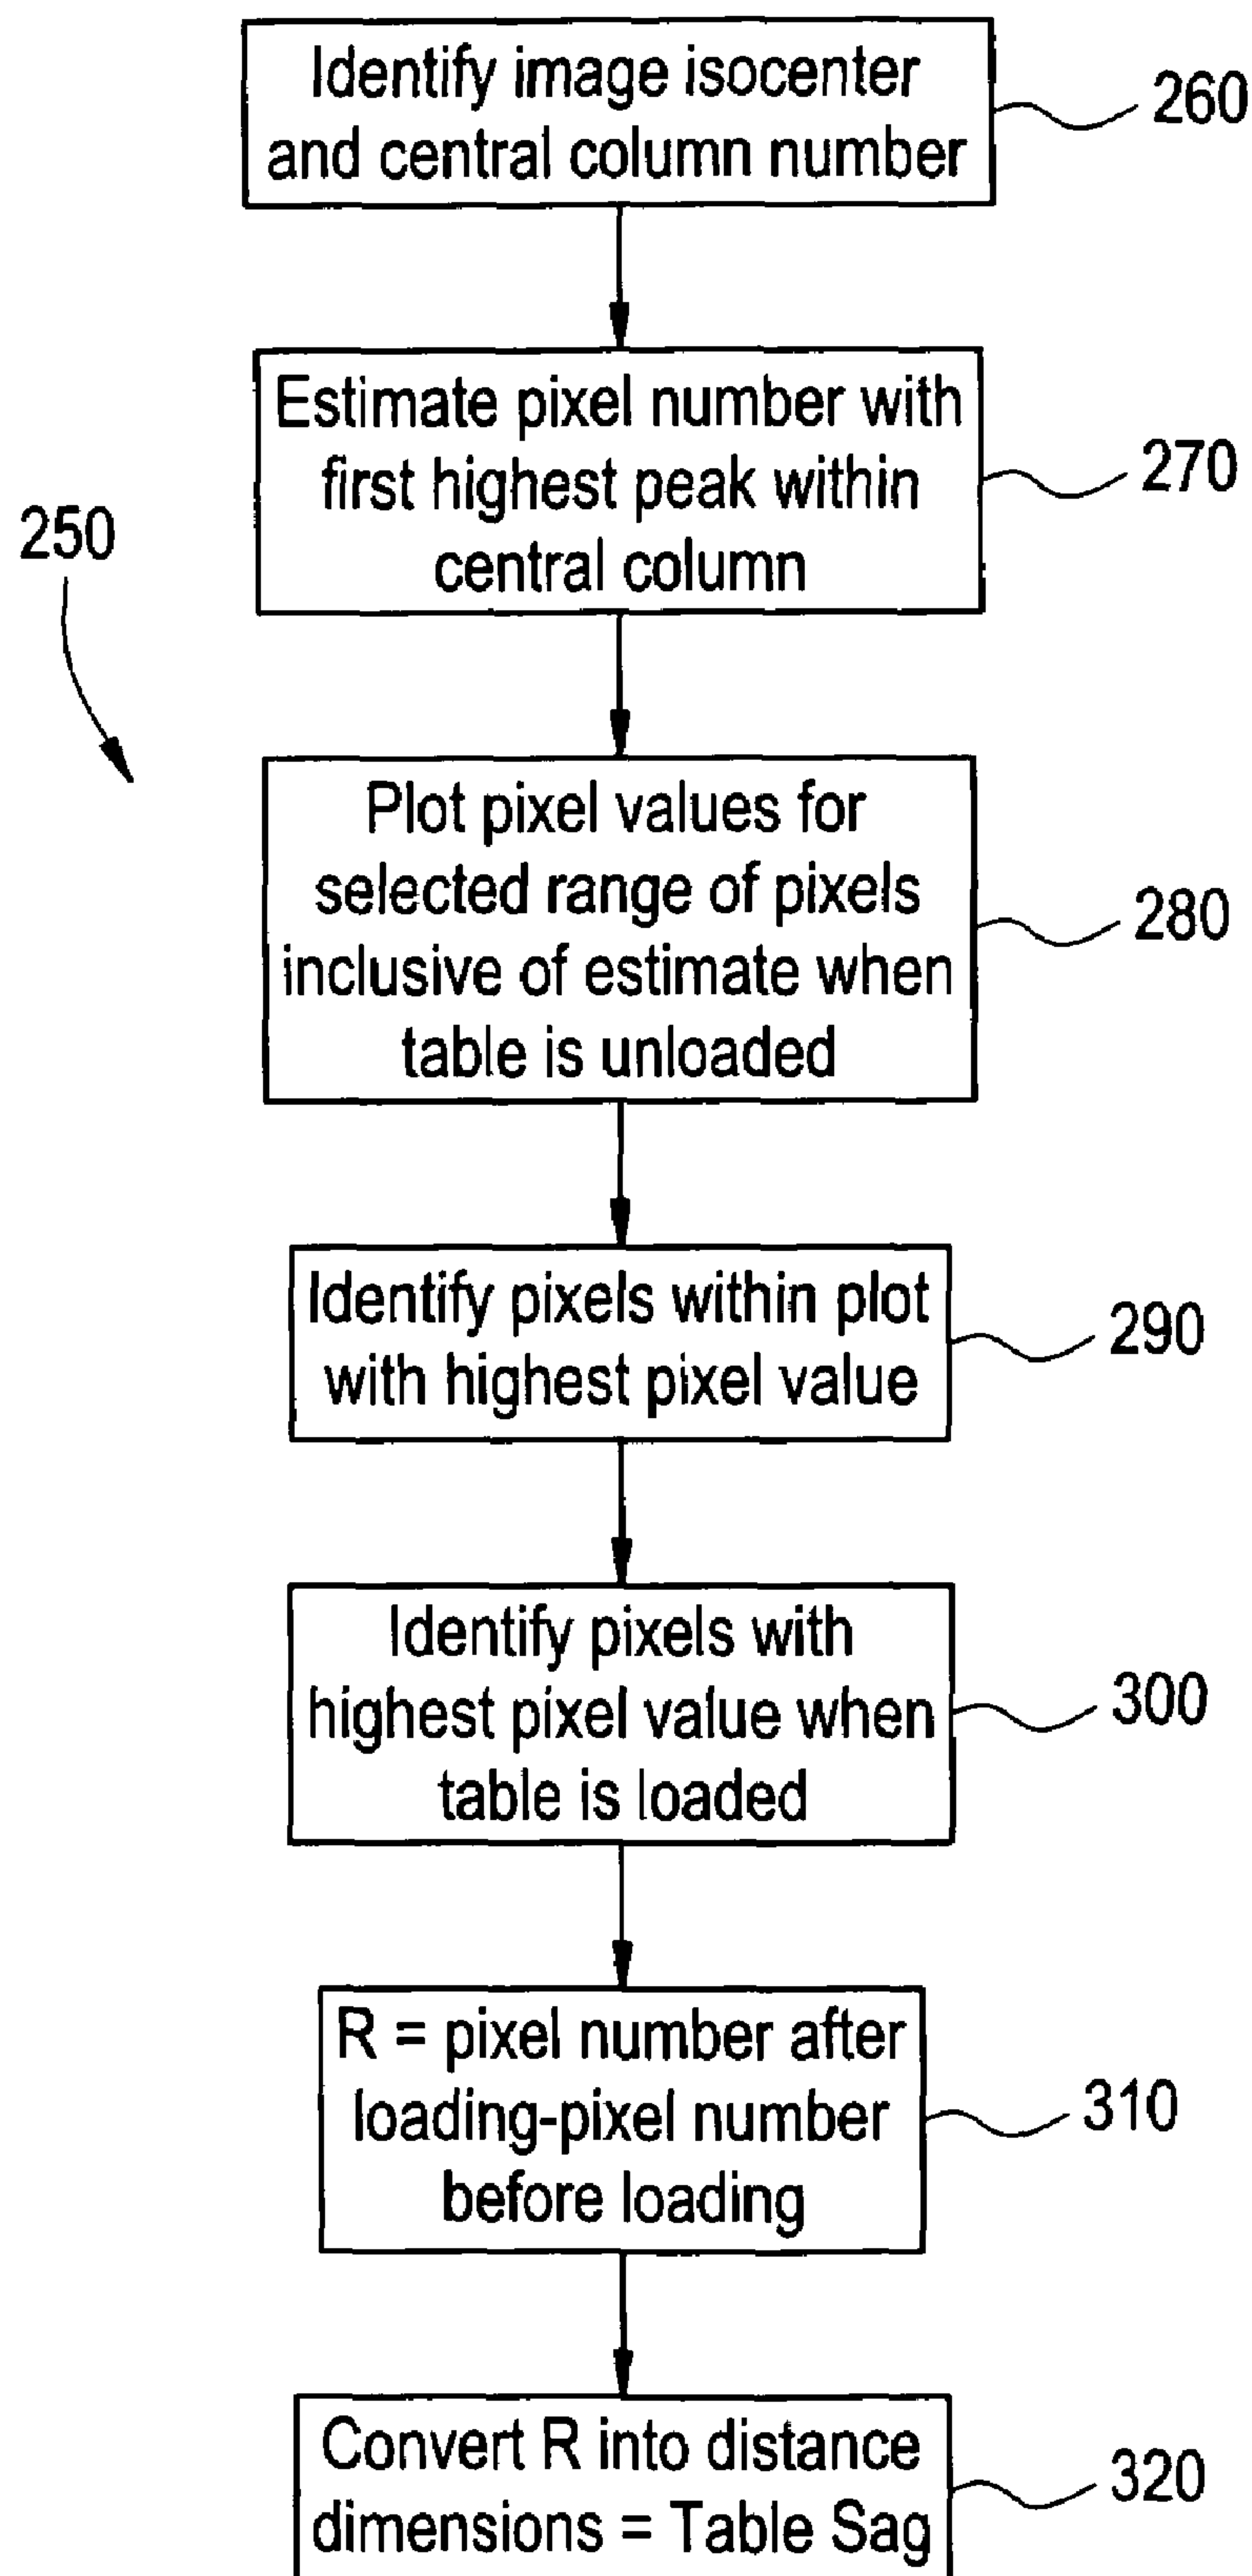 Identify image isocenter
and central column number
260
Estimate pixel number with
first highest peak within
central column
270
250
Plot pixel values for
selected range of pixels
inclusive of estimate when
table is unloaded
280
Identify pixels within plot
with highest pixel value
290
Identify pixels with
highest pixel value when
table is loaded
300
R = pixel number after
loading-pixel number
before loading
310
Convert R into distance
dimensions = Table Sag
320